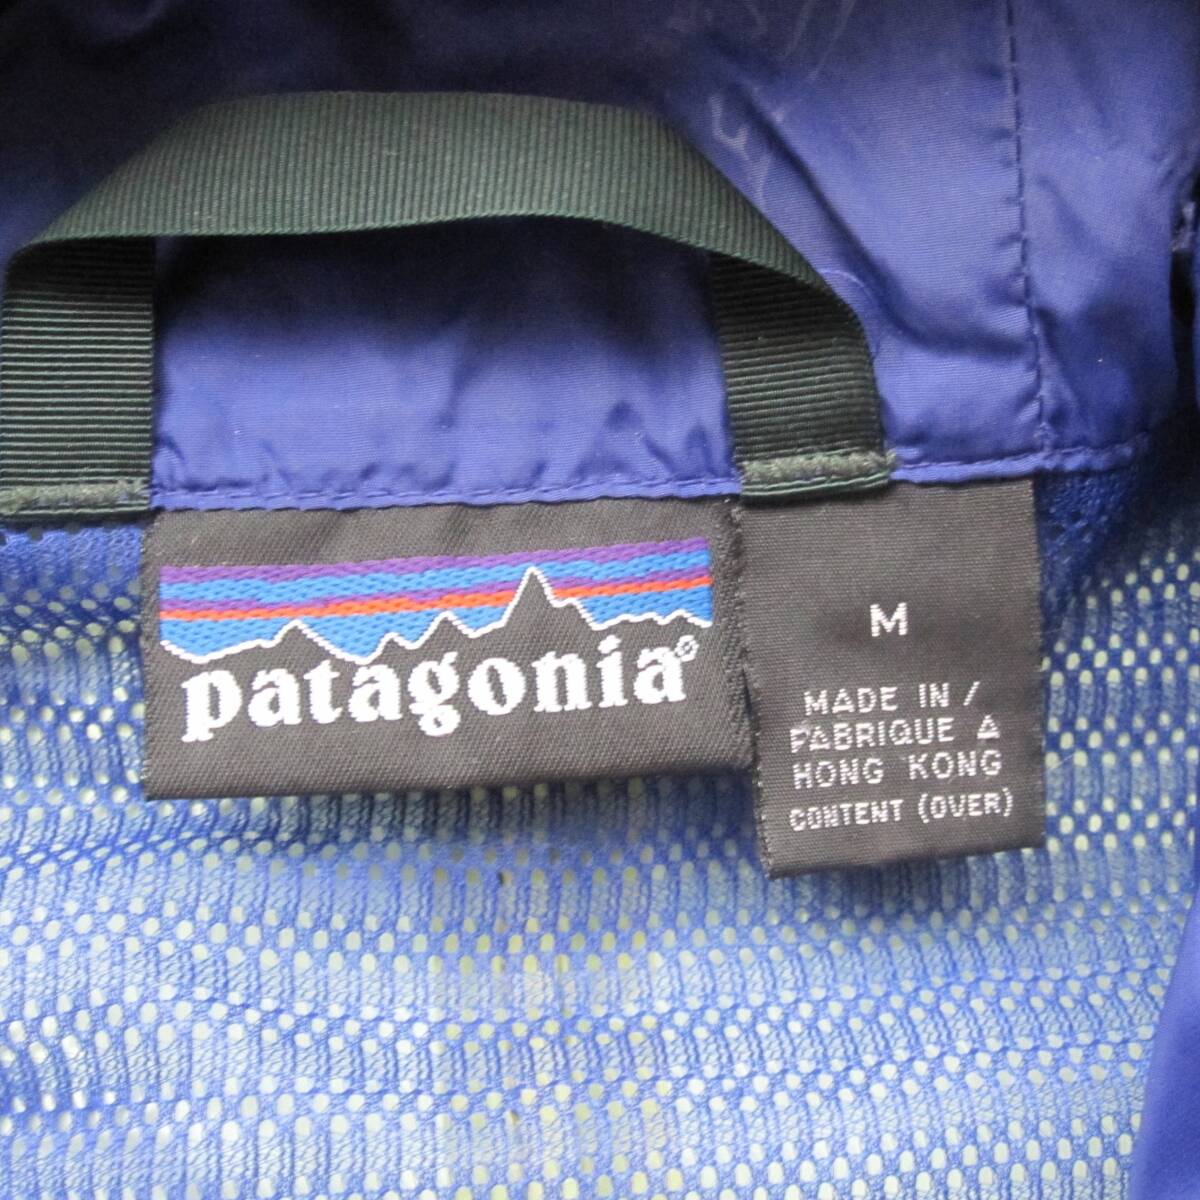 patagonia®
M
MADE IN /
FABRIQUE A
HONG KONG
CONTENT (OVER)